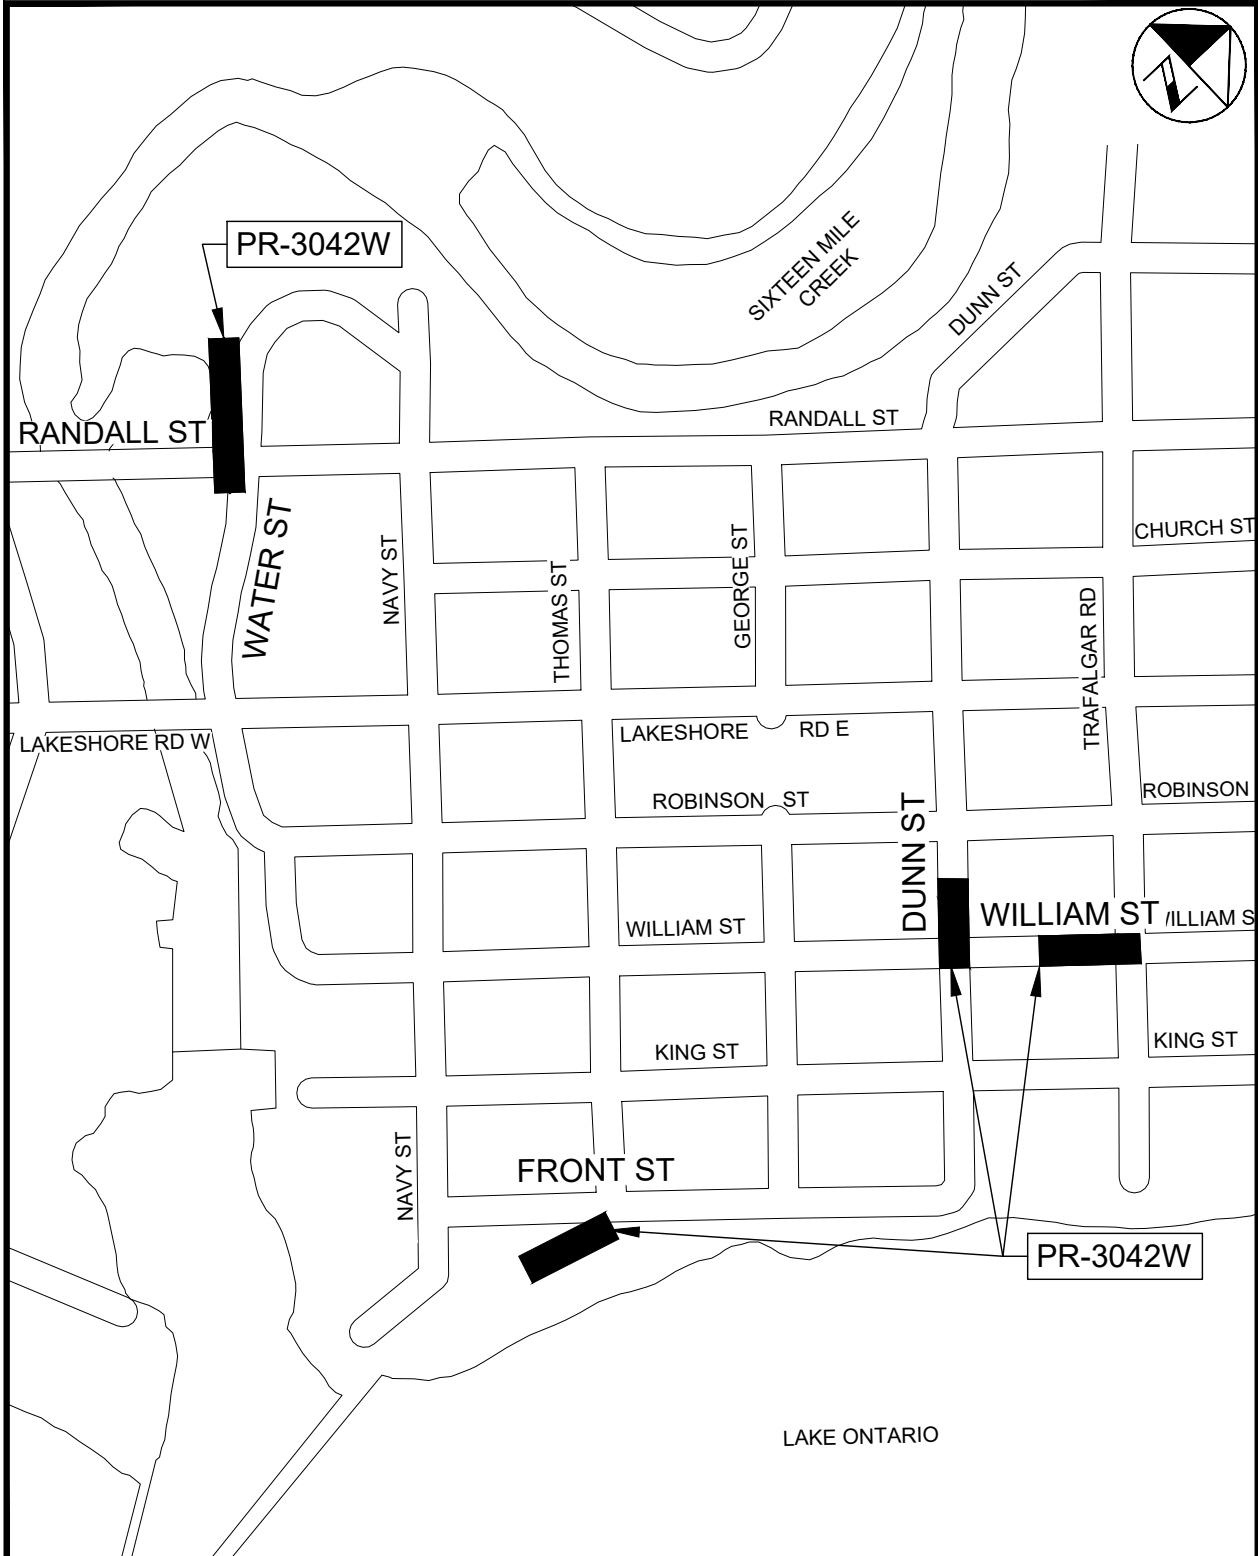 PR-3042W
SIXTEEN MILE
CREEK
DUNN ST
RANDALL ST
RANDALL ST
WATER ST
NAVY ST
THOMAS ST
GEORGE ST
CHURCH ST
TRAFALGAR RD
LAKESHORE RD W
LAKESHORE RD E
ROBINSON ST
ROBINSON
DUNN ST
WILLIAM ST
WILLIAM ST
WILLIAM S
KING ST
KING ST
NAVY ST
FRONT ST
PR-3042W
LAKE ONTARIO